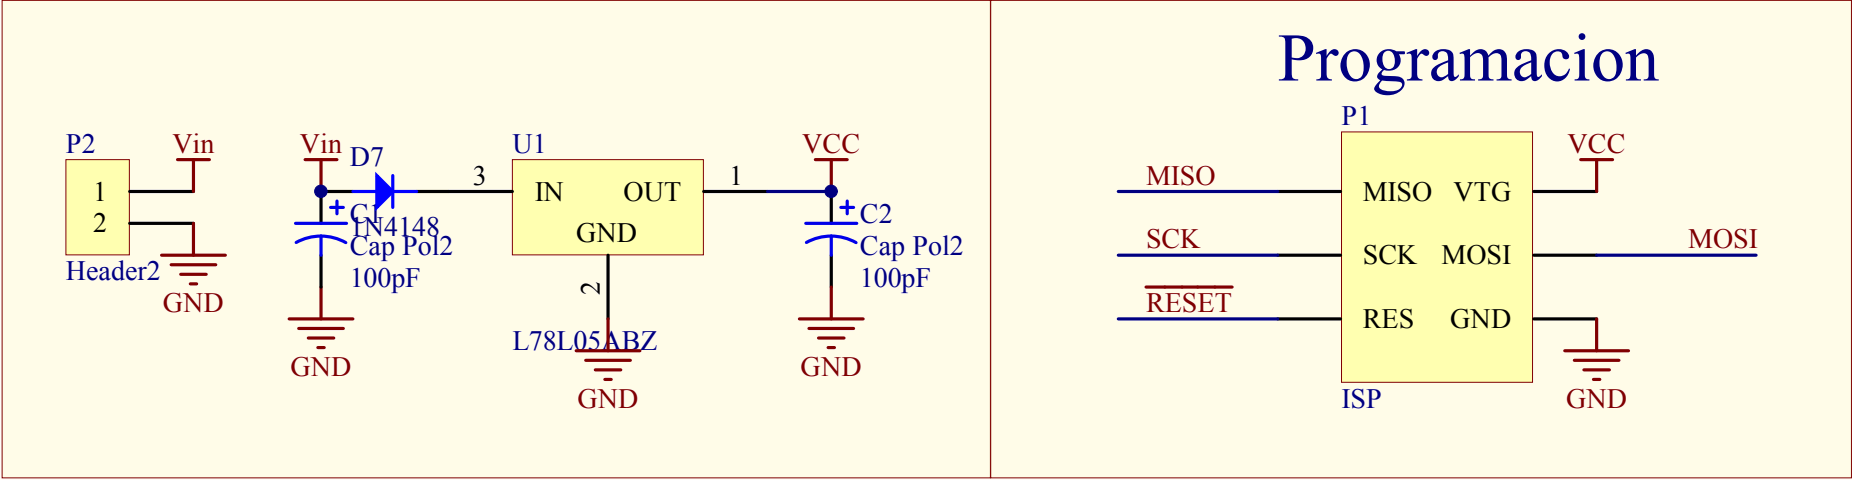 P2
Vin
1
2
Header2
GND
Vin
D7
1N4148
+
C1
Cap Pol2
100pF
GND
U1
3
IN
OUT
1
GND
2
L78L05ABZ
GND
VCC
+
C2
Cap Pol2
100pF
GND
Programacion
P1
VCC
MISO
MISO
VTG
SCK
SCK
MOSI
MOSI
RESET
RES
GND
ISP
GND